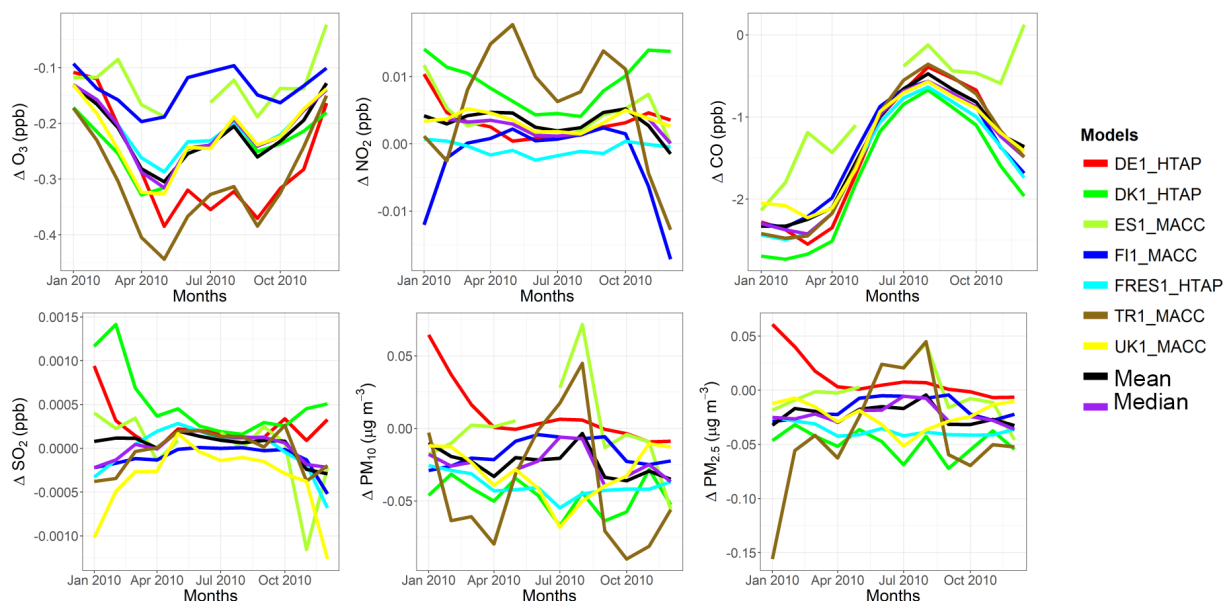 Δ O₃ (ppb)
-0.1
-0.2
-0.3
-0.4
Jan 2010 Apr 2010 Jul 2010 Oct 2010
Months
Δ NO₂ (ppb)
0.01
0.00
-0.01
Jan 2010 Apr 2010 Jul 2010 Oct 2010
Months
Δ CO (ppb)
0
-1
-2
Jan 2010 Apr 2010 Jul 2010 Oct 2010
Months
Δ SO₂ (ppb)
0.0015
0.0010
0.0005
0.0000
-0.0005
-0.0010
Jan 2010 Apr 2010 Jul 2010 Oct 2010
Months
Δ PM₁₀ (µg m⁻³)
0.05
0.00
-0.05
Jan 2010 Apr 2010 Jul 2010 Oct 2010
Months
Δ PM₂.₅ (µg m⁻³)
0.05
0.00
-0.05
-0.10
-0.15
Jan 2010 Apr 2010 Jul 2010 Oct 2010
Months
Models
DE1_HTAP
DK1_HTAP
ES1_MACC
FI1_MACC
FRES1_HTAP
TR1_MACC
UK1_MACC
Mean
Median